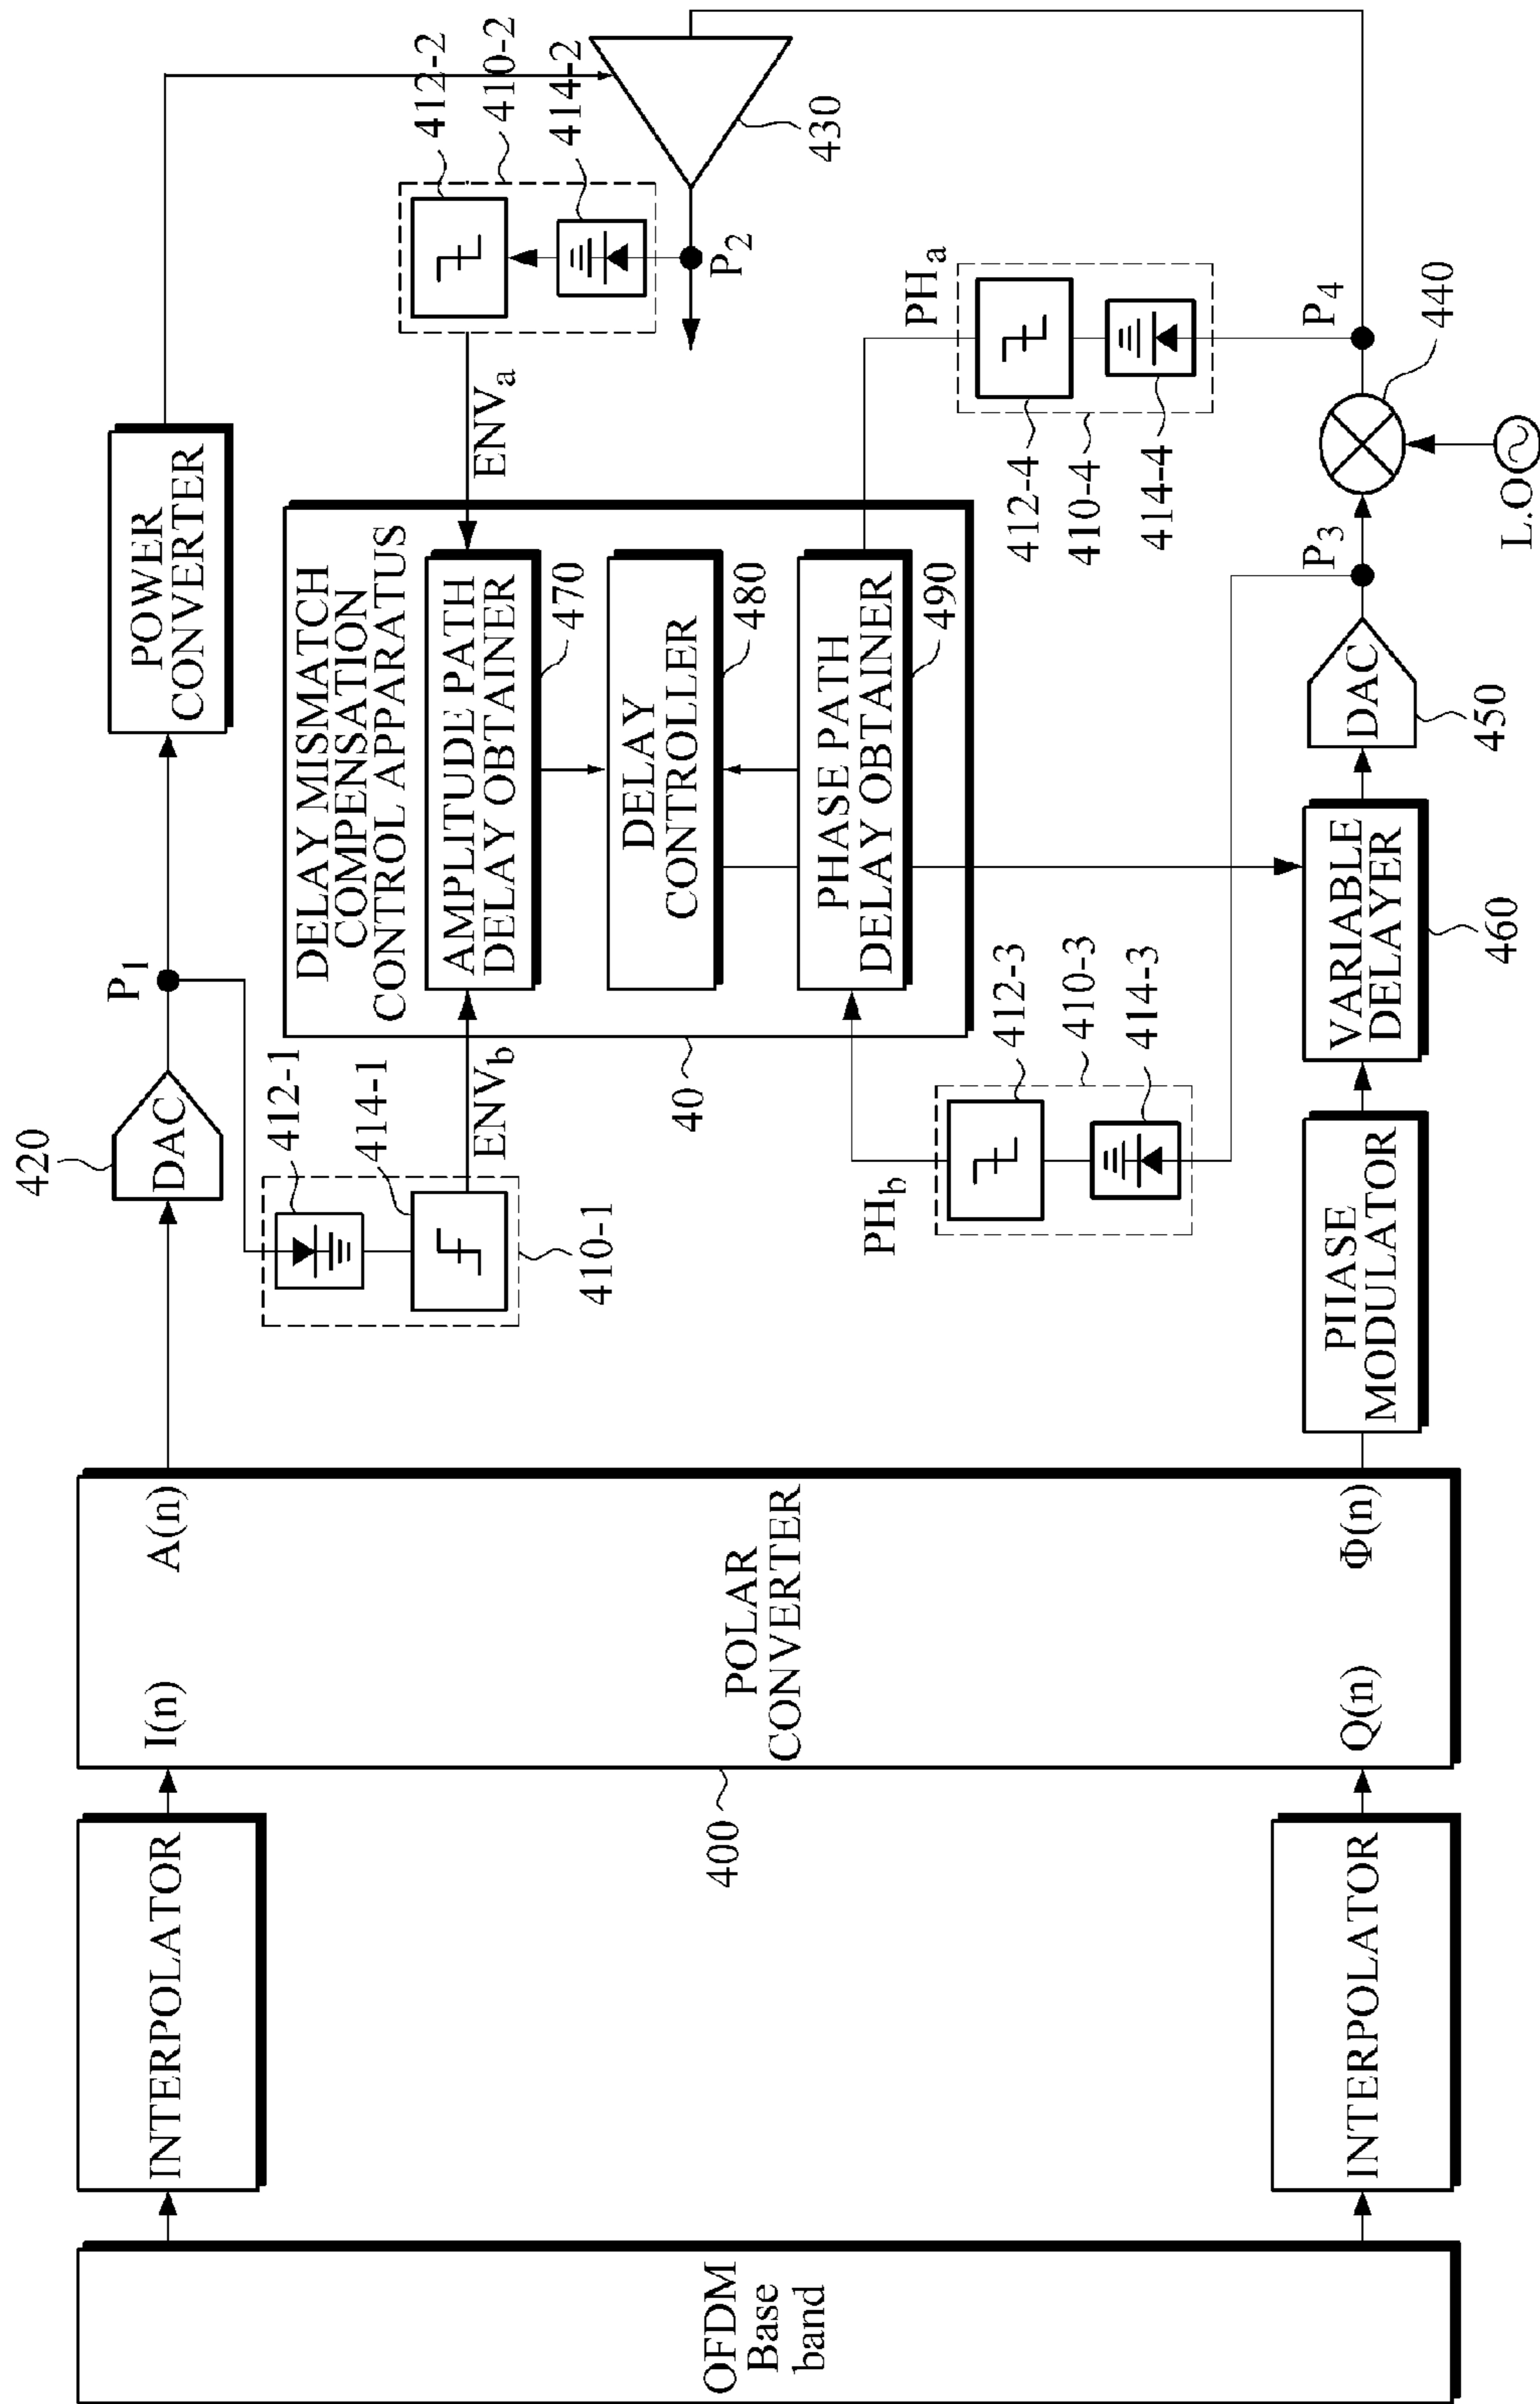 OFDM
Base
band
INTERPOLATOR
INTERPOLATOR
400
POLAR
CONVERTER
I(n)
A(n)
Q(n)
Φ(n)
420
DAC
P1
POWER
CONVERTER
412-1
414-1
410-1
ENVb
DELAY MISMATCH
COMPENSATION
CONTROL APPARATUS
AMPLITUDE PATH
DELAY OBTAINER
470
DELAY
CONTROLLER
480
PHASE PATH
DELAY OBTAINER
490
40
ENVa
412-2
410-2
414-2
P2
430
PHb
412-3
410-3
414-3
PHa
412-4
410-4
414-4
PHASE
MODULATOR
VARIABLE
DELAYER
460
DAC
450
P3
P4
440
L.O